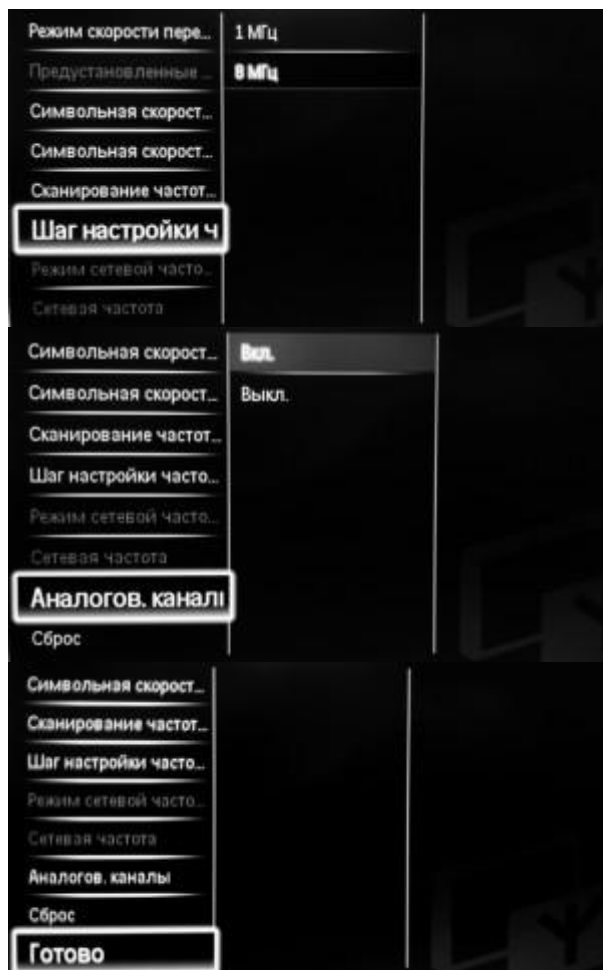 Режим скорости пере...
1 МГц
Предустановленные ...
8 МГц
Символьная скорост...
Символьная скорост...
Сканирование частот...
Шаг настройки ч
Режим сетевой часто...
Сетевая частота
Символьная скорост...
Вкл.
Символьная скорост...
Выкл.
Сканирование частот...
Шаг настройки часто...
Режим сетевой часто...
Сетевая частота
Аналогов. каналы
Сброс
Символьная скорост...
Сканирование частот...
Шаг настройки часто...
Режим сетевой часто...
Сетевая частота
Аналогов. каналы
Сброс
Готово